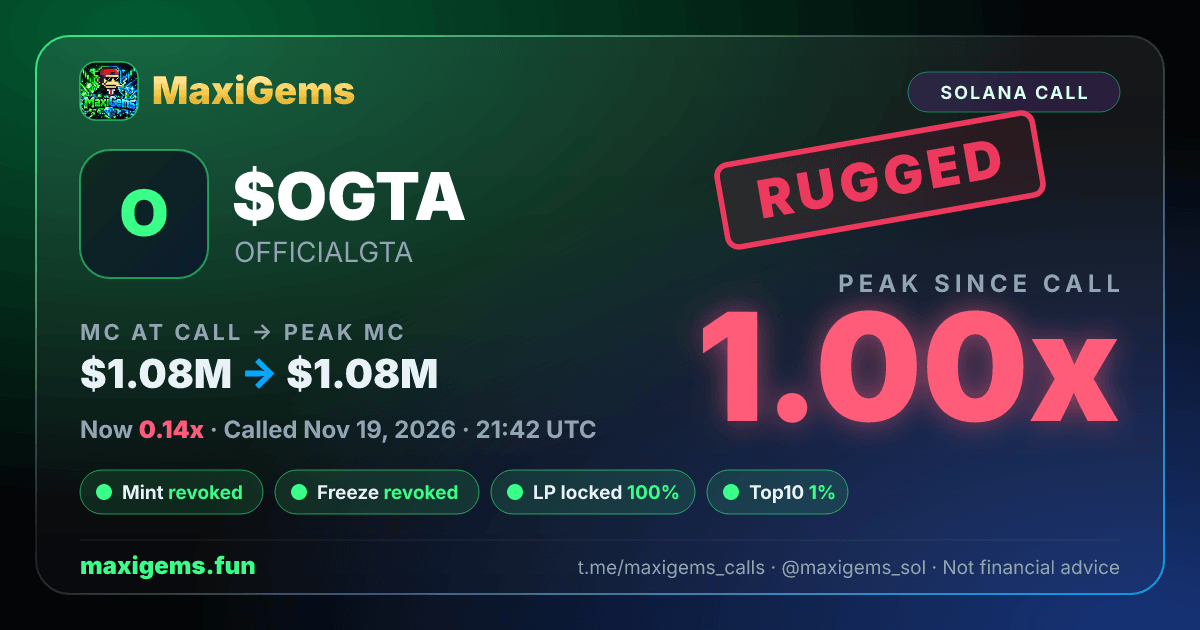 MaxiGems
MaxiGems
SOLANA CALL
RUGGED
O
$OGTA
OFFICIALGTA
PEAK SINCE CALL
1.00x
MC AT CALL → PEAK MC
$1.08M → $1.08M
Now 0.14x · Called Nov 19, 2026 · 21:42 UTC
Mint revoked
Freeze revoked
LP locked 100%
Top10 1%
maxigems.fun
t.me/maxigems_calls · @maxigems_sol · Not financial advice